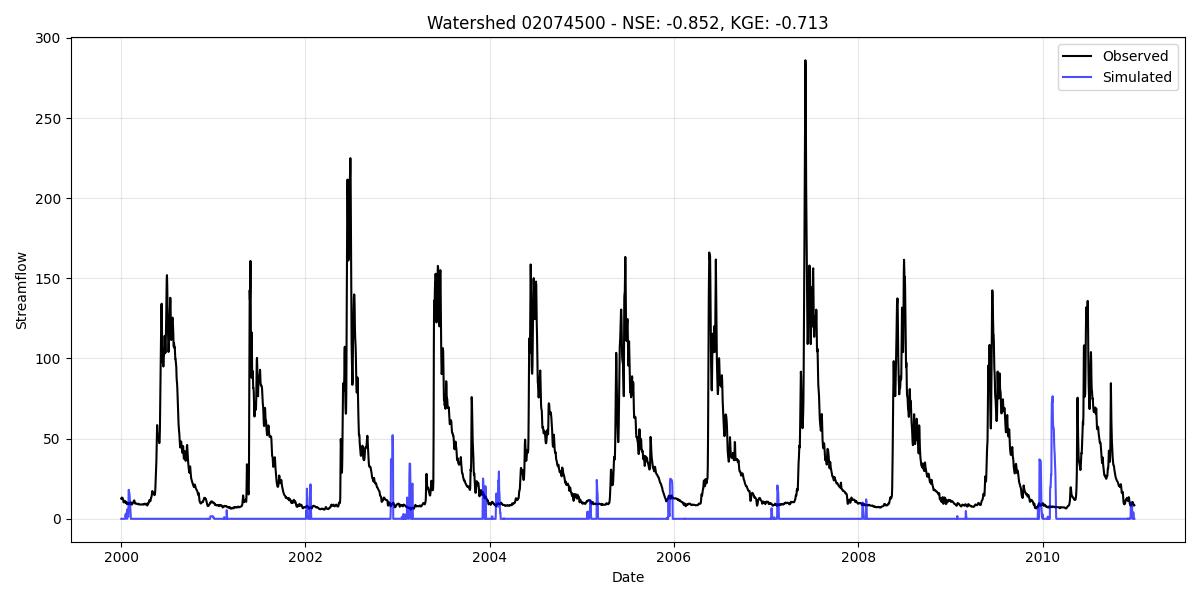 Watershed 02074500 - NSE: -0.852, KGE: -0.713
Observed
Simulated
Streamflow
300
250
200
150
100
50
0
2000 2002 2004 2006 2008 2010
Date